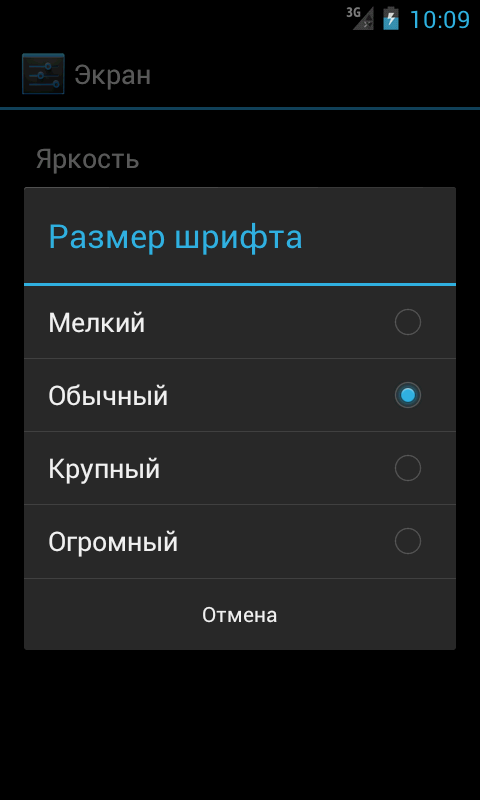 3G 10:09
Экран
Яркость
Размер шрифта
Мелкий
Обычный
Крупный
Огромный
Отмена